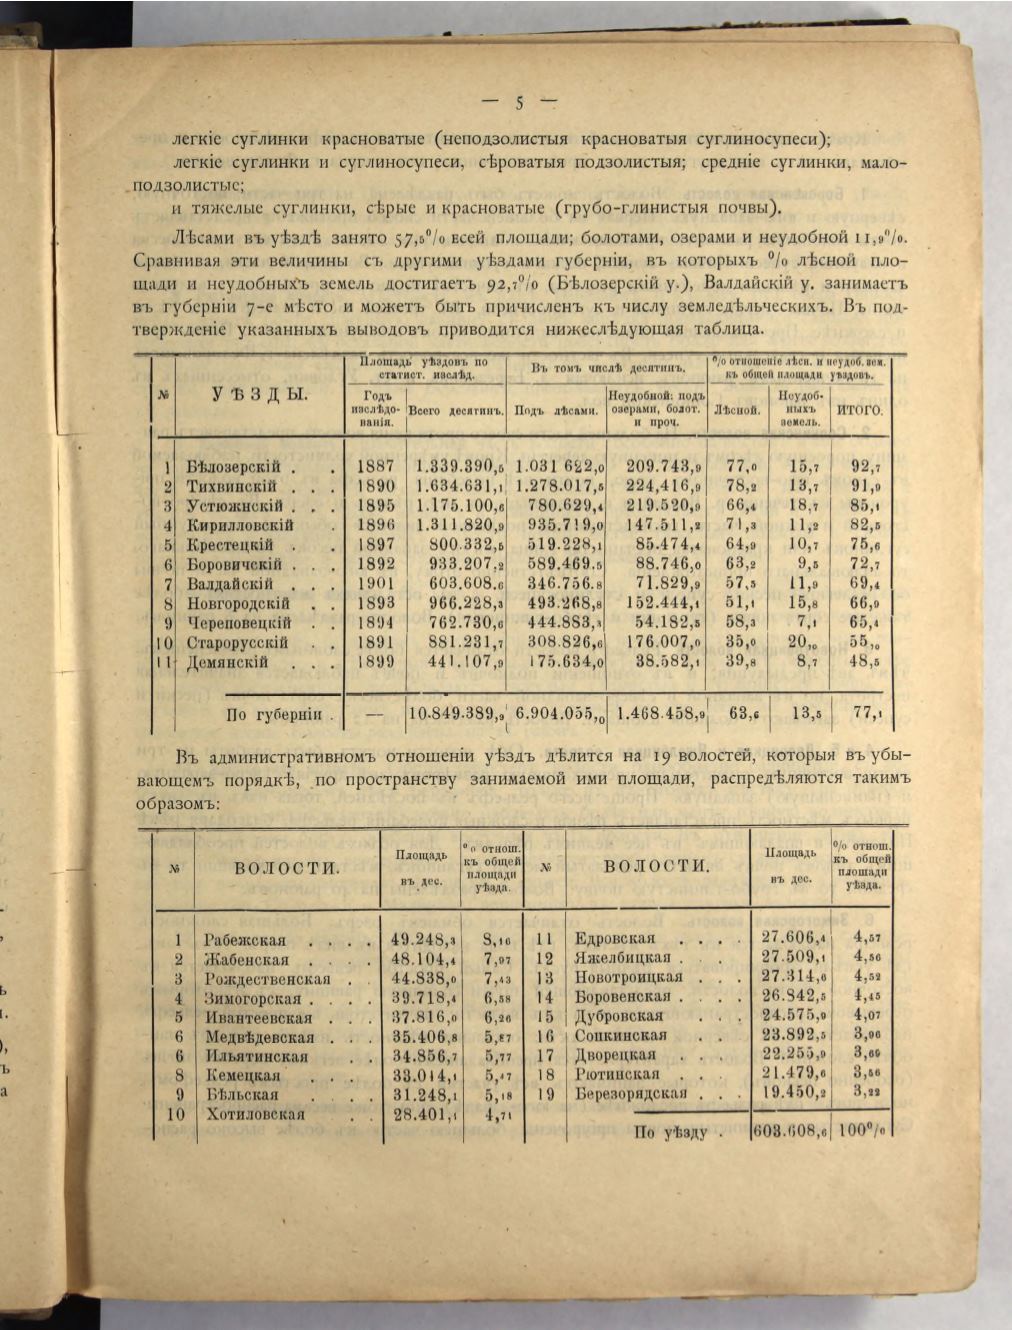 — 5 —
легкіе суглинки красноватые (неподзолистыя красноватыя суглиносупеси);
легкіе суглинки и суглиносупеси, сѣроватыя подзолистыя; средніе суглинки, мало-
подзолистые;
и тяжелые суглинки, сѣрые и красноватые (грубо-глинистыя почвы).
Лѣсами въ уѣздѣ занято 57,5% всей площади; болотами, озерами и неудобной 11,9%.
Сравнивая эти величины съ другими уѣздами губерніи, въ которыхъ % лѣсной пло-
щади и неудобныхъ земель достигаетъ 92,7% (Бѣлозерскій у.), Валдайскій у. занимаетъ
въ губерніи 7-е мѣсто и можетъ быть причисленъ къ числу земледѣльческихъ. Въ под-
твержденіе указанныхъ выводовъ приводится нижеслѣдующая таблица.
№ УѢЗДЫ. Площадь уѣздовъ по статист. изслѣд. Въ томъ числѣ десятинъ. % отношеніе лѣсн. и неудоб. зем. къ общей площади уѣздовъ.
Годъ изслѣдо-ванія. Всего десятинъ. Подъ лѣсами. Неудобной: подъ озерами, болот. и проч. Лѣсной. Неудоб-ныхъ земель. ИТОГО.
1 Бѣлозерскій . . 1887 1.339.390,5 1.031 622,0 209.743,9 77,0 15,7 92,7
2 Тихвинскій . . . 1890 1.634.631,1 1.278.017,5 224,416,9 78,2 13,7 91,9
3 Устюжнскій . . . 1895 1.175.100,6 780.629,4 219.520,9 66,4 18,7 85,1
4 Кирилловскій . 1896 1.311.820,9 935.719,0 147.511,2 71,3 11,2 82,5
5 Крестецкій . . 1897 800.332,5 519.228,1 85.474,4 64,9 10,7 75,6
6 Боровичскій . . . 1892 933.207,2 589.469,5 88.746,0 63,2 9,5 72,7
7 Валдайскій . . . 1901 603.608,6 346.756,8 71.829,9 57,5 11,9 69,4
8 Новгородскій . . 1893 966.228,3 493.268,8 152.444,1 51,1 15,8 66,9
9 Череповецкій . . 1894 762.730,6 444.883,3 54.182,5 58,3 7,1 65,4
10 Старорусскій . . 1891 881.231,7 308.826,6 176.007,0 35,0 20,0 55,0
11 Демянскій . . . 1899 441.107,9 175.634,0 38.582,1 39,8 8,7 48,5
По губерніи . — 10.849.389,9 6.904.055,0 1.468.458,9 63,6 13,5 77,1
Въ административномъ отношеніи уѣздъ дѣлится на 19 волостей, которыя въ убы-
вающемъ порядкѣ, по пространству занимаемой ими площади, распредѣляются такимъ
образомъ:
№ ВОЛОСТИ. Площадь въ дес. % отнош. къ общей площади уѣзда. № ВОЛОСТИ. Площадь въ дес. % отнош. къ общей площади уѣзда.
1 Рабежская . . . . 49.248,3 8,16 11 Едровская . . . . 27.606,4 4,57
2 Жабенская . . . . 48.104,4 7,97 12 Яжелбицкая . . . 27.509,1 4,56
3 Рождественская . . 44.838,0 7,43 13 Новотроицкая . . . 27.314,6 4,52
4 Зимогорская . . . . 39.718,4 6,58 14 Боровенская . . . . 26.842,5 4,45
5 Ивантеевская . . . 37.816,0 6,26 15 Дубровская . . . 24.575,9 4,07
6 Медвѣдевская . . . 35.406,8 5,87 16 Сопкинская . . 23.892,5 3,96
6 Ильятинская . . 34.856,7 5,77 17 Дворецкая . . . 22.255,9 3,69
8 Кемецкая . . . 33.014,1 5,47 18 Рютинская . . . 21.479,6 3,56
9 Бѣльская . . . . 31.248,1 5,18 19 Березорядская . . . 19.450,2 3,22
10 Хотиловская . . 28.401,1 4,71
По уѣзду . 603.608,6 100%